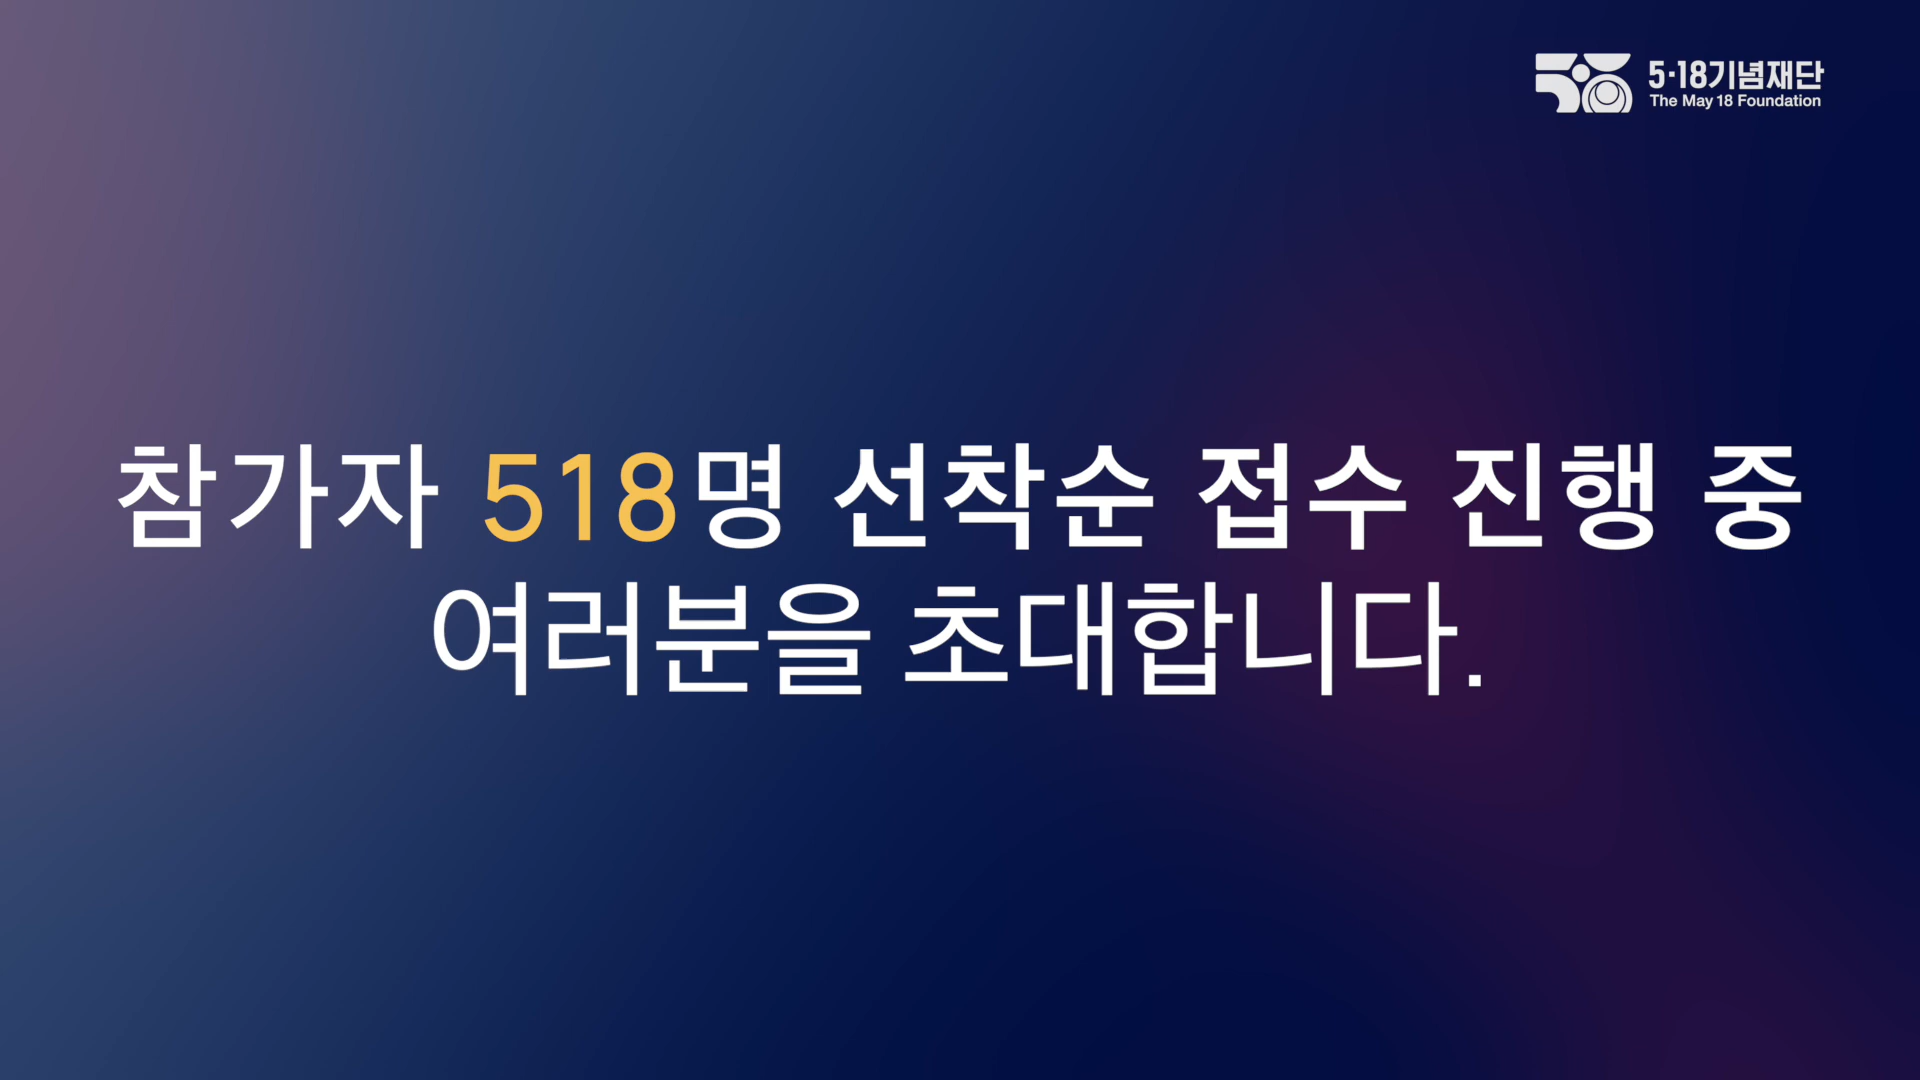 5·18기념재단
The May 18 Foundation
참가자 518명 선착순 접수 진행 중
여러분을 초대합니다.